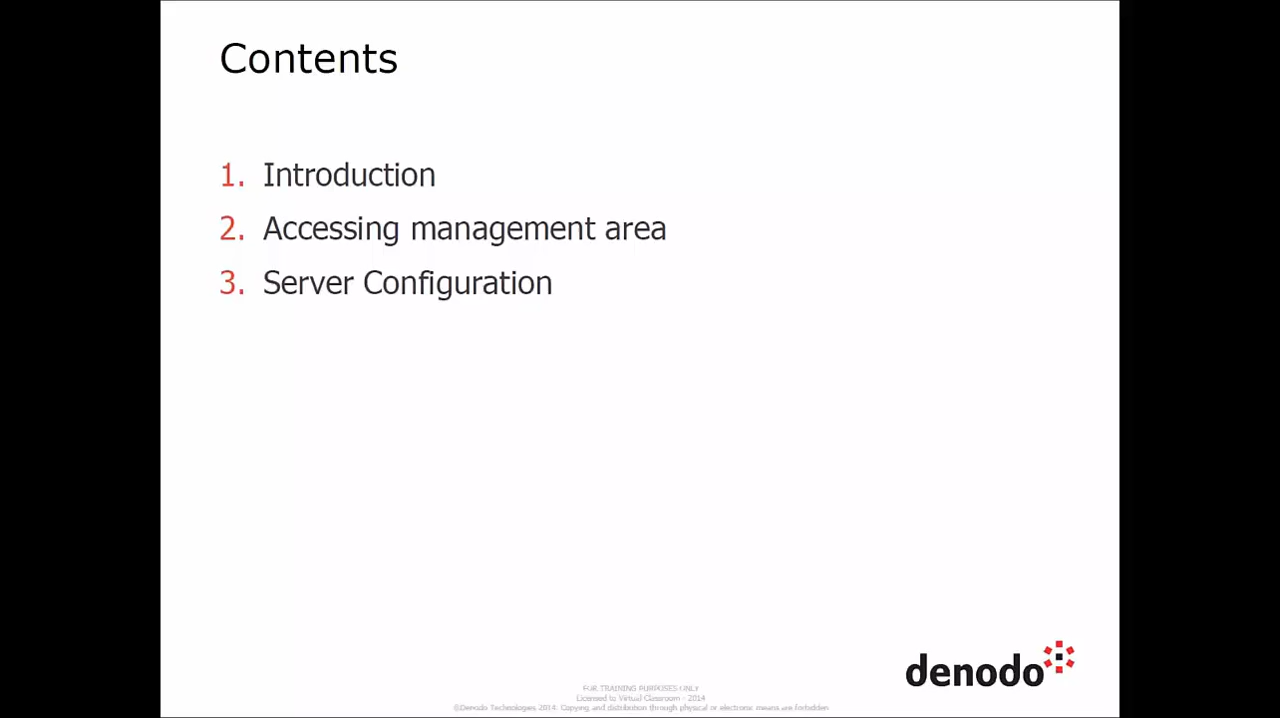 Contents
1. Introduction
2. Accessing management area
3. Server Configuration
denodo
FOR TRAINING PURPOSES ONLY
Licensed to Virtual Classroom - 2014
©Denodo Technologies 2014: Copying and distribution through physical or electronic means are forbidden